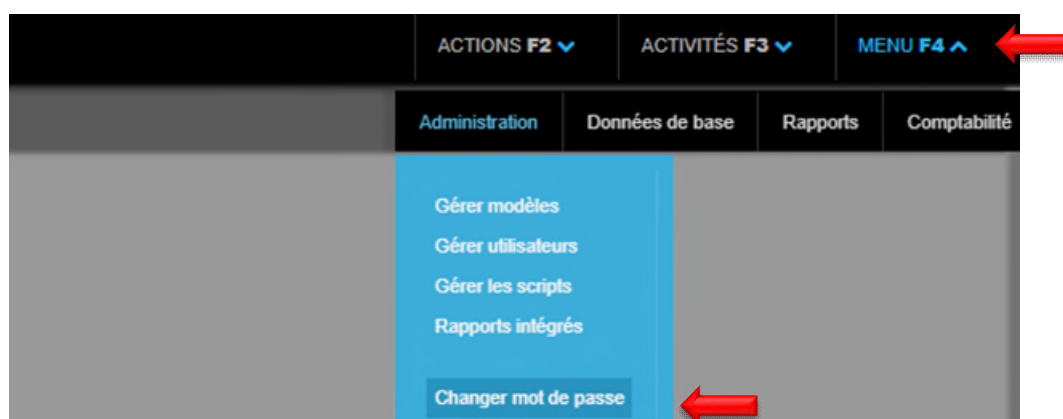 ACTIONS F2 ACTIVITÉS F3 MENU F4
Administration Données de base Rapports Comptabilité
Gérer modèles
Gérer utilisateurs
Gérer les scripts
Rapports intégrés
Changer mot de passe